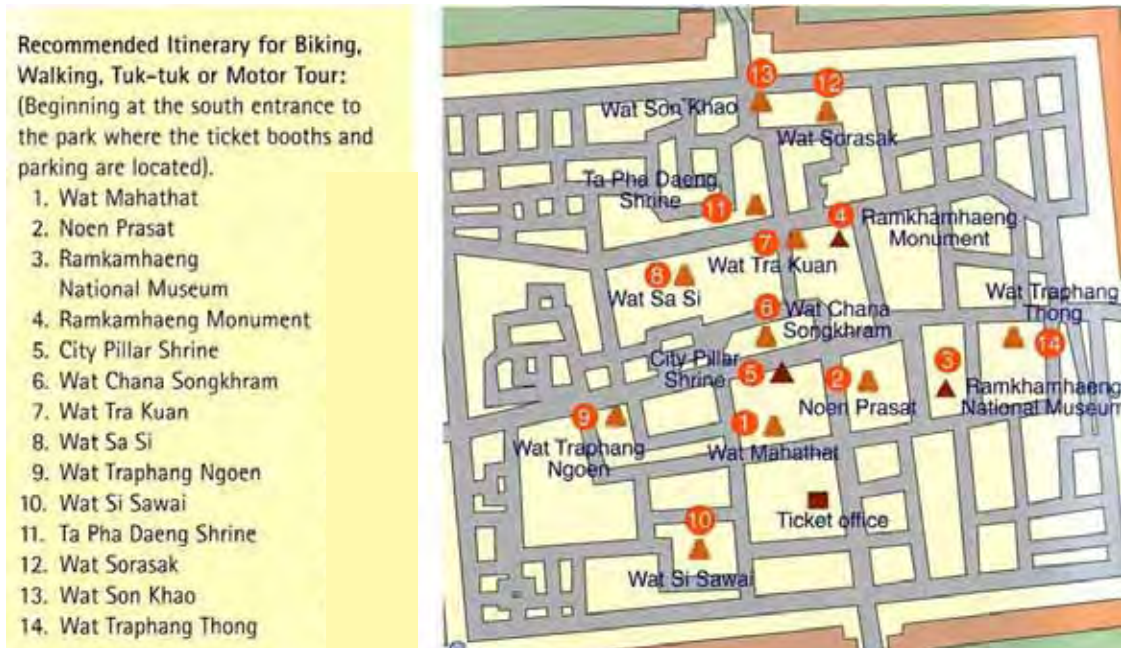 Recommended Itinerary for Biking,
Walking, Tuk-tuk or Motor Tour:
(Beginning at the south entrance to
the park where the ticket booths and
parking are located).
1. Wat Mahathat
2. Noen Prasat
3. Ramkamhaeng
National Museum
4. Ramkamhaeng Monument
5. City Pillar Shrine
6. Wat Chana Songkhram
7. Wat Tra Kuan
8. Wat Sa Si
9. Wat Traphang Ngoen
10. Wat Si Sawai
11. Ta Pha Daeng Shrine
12. Wat Sorasak
13. Wat Son Khao
14. Wat Traphang Thong
13
Wat Son Khao
12
Wat Sorasak
Ta Pha Daeng
Shrine
11
4
Ramkhamhaeng
Monument
7
Wat Tra Kuan
8
Wat Sa Si
6
Wat Chana
Songkhram
Wat Traphang
Thong
14
City Pillar
Shrine
5
2
Noen Prasat
3
Ramkhamhaeng
National Museum
9
Wat Traphang
Ngoen
1
Wat Mahathat
Ticket office
10
Wat Si Sawai